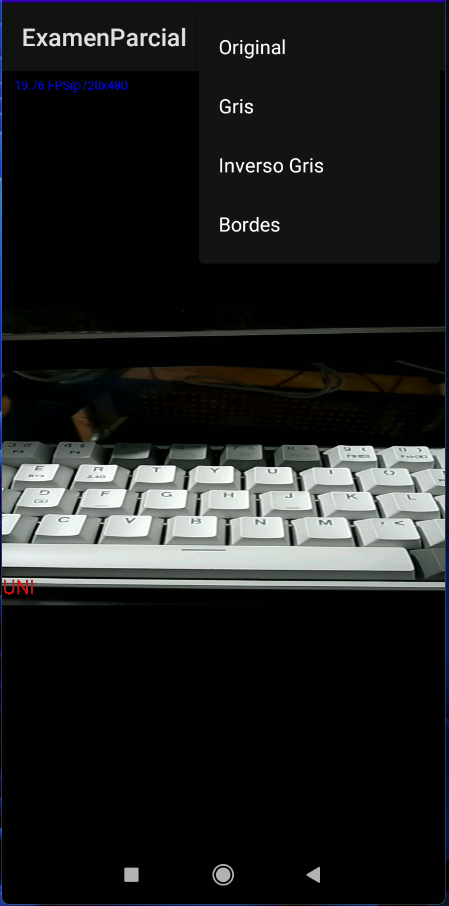 ExamenParcial
Original
19.76 FPS@720x480
Gris
Inverso Gris
Bordes
E R T Y U I O
D F G H J K L
C V B N M , <
UNI